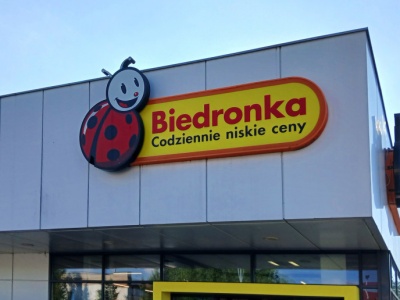 Biedronka
Codziennie niskie ceny